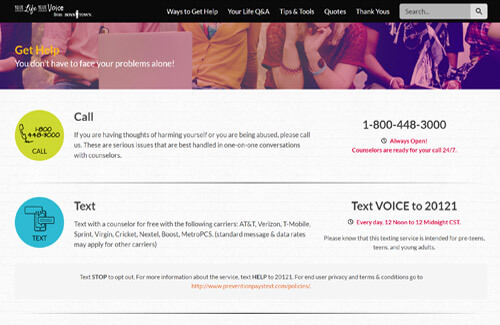 YOUR Life YOUR Voice
FROM BOYS TOWN.
Ways to Get Help Your Life Q&A Tips & Tools Quotes Thank Yous Search...
Get Help
You don't have to face your problems alone!
1-800-
448-3000
CALL
Call
If you are having thoughts of harming yourself or you are being abused, please call
us. These are serious issues that are best handled in one-on-one conversations
with counselors.
1-800-448-3000
Always Open!
Counselors are ready for your call 24/7.
TEXT
Text
Text with a counselor for free with the following carriers: AT&T, Verizon, T-Mobile,
Sprint, Virgin, Cricket, Nextel, Boost, MetroPCS. (standard message & data rates
may apply for other carriers)
Text VOICE to 20121
Every day, 12 Noon to 12 Midnight CST.
Please know that this texting service is intended for pre-teens,
teens, and young adults.
Text STOP to opt out. For more information about the service, text HELP to 20121. For end user privacy and terms & conditions go to
http://www.preventionpaystext.com/policies/.